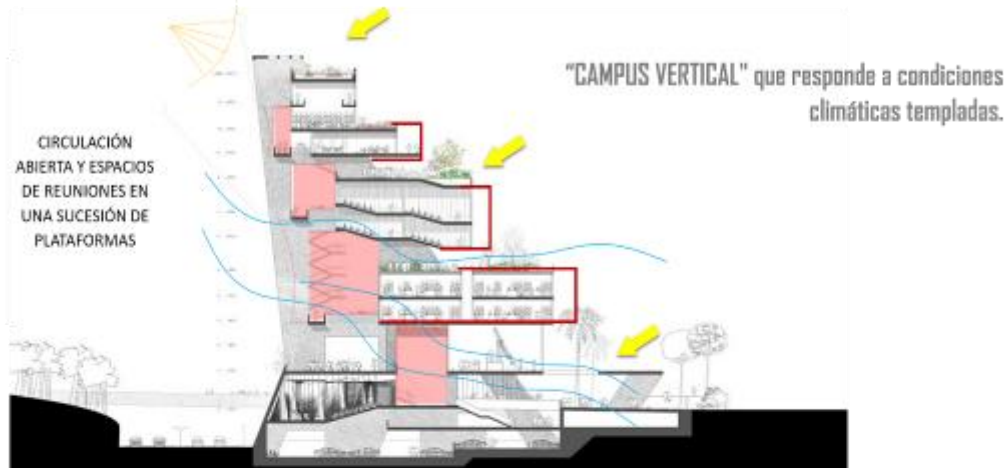 "CAMPUS VERTICAL" que responde a condiciones
climáticas templadas.
CIRCULACIÓN
ABIERTA Y ESPACIOS
DE REUNIONES EN
UNA SUCESIÓN DE
PLATAFORMAS